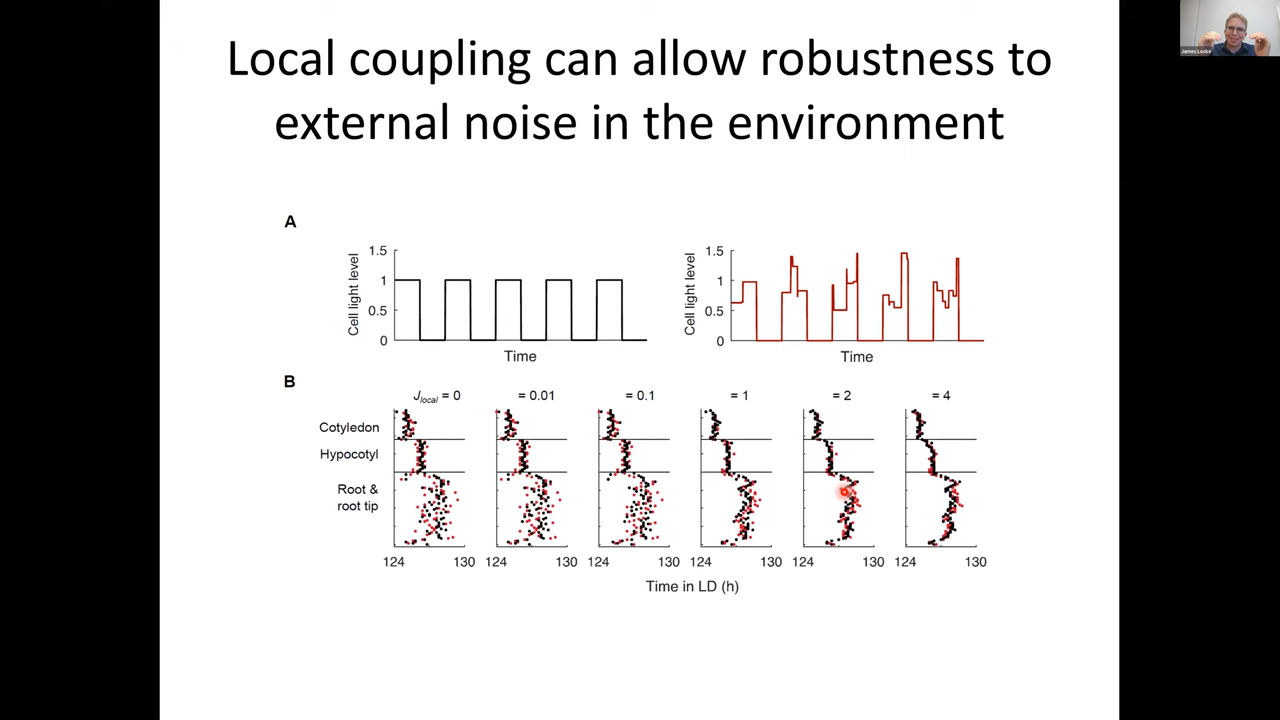 Local coupling can allow robustness to
external noise in the environment
James Locke
A
1.5
1
0.5
0
Cell light level
Time
1.5
1
0.5
0
Cell light level
Time
B
Jlocal = 0
= 0.01
= 0.1
= 1
= 2
= 4
Cotyledon
Hypocotyl
Root &
root tip
124 130
124 130
124 130
124 130
124 130
124 130
Time in LD (h)